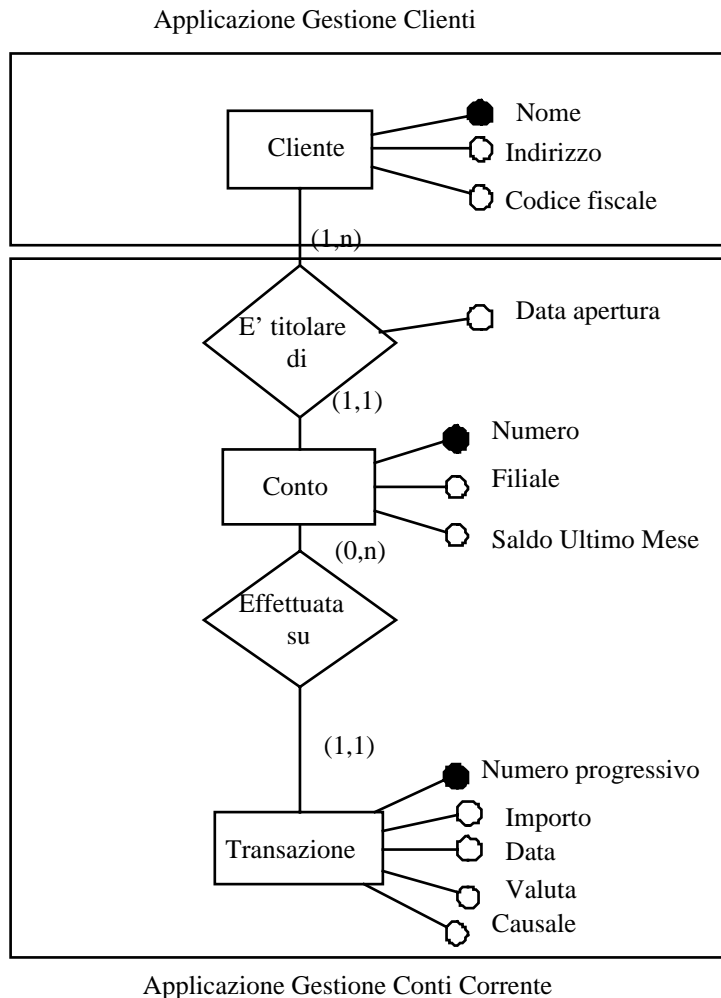 Applicazione Gestione Clienti
Nome
Cliente
Indirizzo
Codice fiscale
(1,n)
E' titolare
di
Data apertura
(1,1)
Numero
Conto
Filiale
Saldo Ultimo Mese
(0,n)
Effettuata
su
(1,1)
Numero progressivo
Importo
Transazione
Data
Valuta
Causale
Applicazione Gestione Conti Corrente